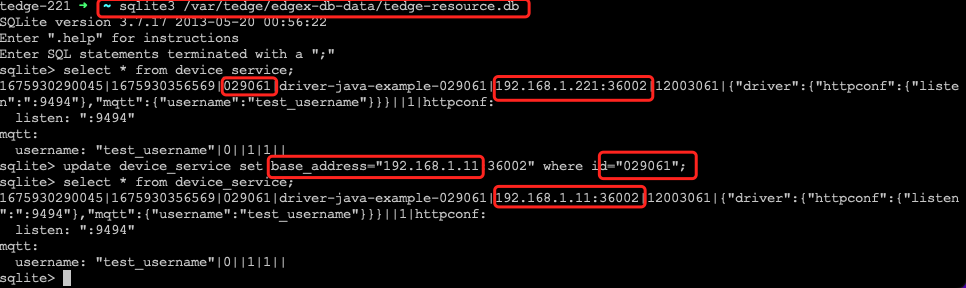 tedge-221 → ~ sqlite3 /var/tedge/edgex-db-data/tedge-resource.db
SQLite version 3.7.17 2013-05-20 00:56:22
Enter ".help" for instructions
Enter SQL statements terminated with a ";"
sqlite> select * from device_service;
1675930290045|1675930356569|029061|driver-java-example-029061|192.168.1.221:36002|12003061|{"driver":{"httpconf":{"liste
n":":9494"},"mqtt":{"username":"test_username"}}}||1|httpconf:
  listen: ":9494"
mqtt:
  username: "test_username"|0||1|1||
sqlite> update device_service set base_address="192.168.1.11 36002" where id="029061";
sqlite> select * from device_service;
1675930290045|1675930356569|029061|driver-java-example-029061|192.168.1.11:36002|12003061|{"driver":{"httpconf":{"listen
":":9494"},"mqtt":{"username":"test_username"}}}||1|httpconf:
  listen: ":9494"
mqtt:
  username: "test_username"|0||1|1||
sqlite>